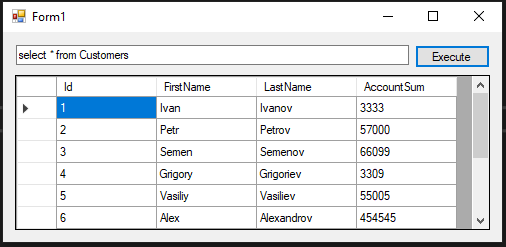 Form1
select * from Customers Execute
Id FirstName LastName AccountSum
1 Ivan Ivanov 3333
2 Petr Petrov 57000
3 Semen Semenov 66099
4 Grigory Grigoriev 3309
5 Vasiliy Vasiliev 55005
6 Alex Alexandrov 454545